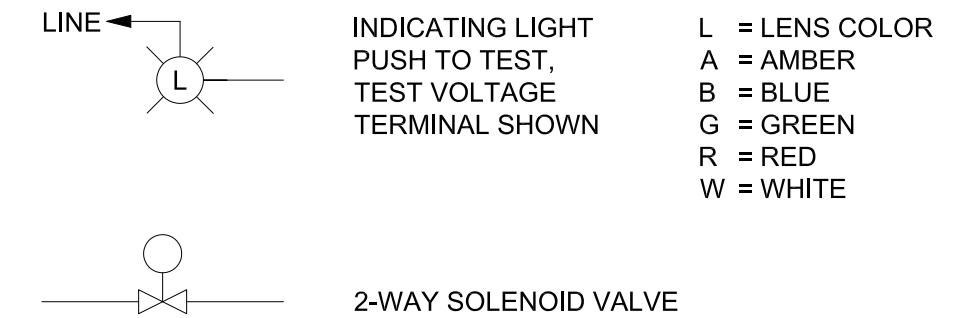 LINE
L
INDICATING LIGHT
PUSH TO TEST,
TEST VOLTAGE
TERMINAL SHOWN
L = LENS COLOR
A = AMBER
B = BLUE
G = GREEN
R = RED
W = WHITE
2-WAY SOLENOID VALVE